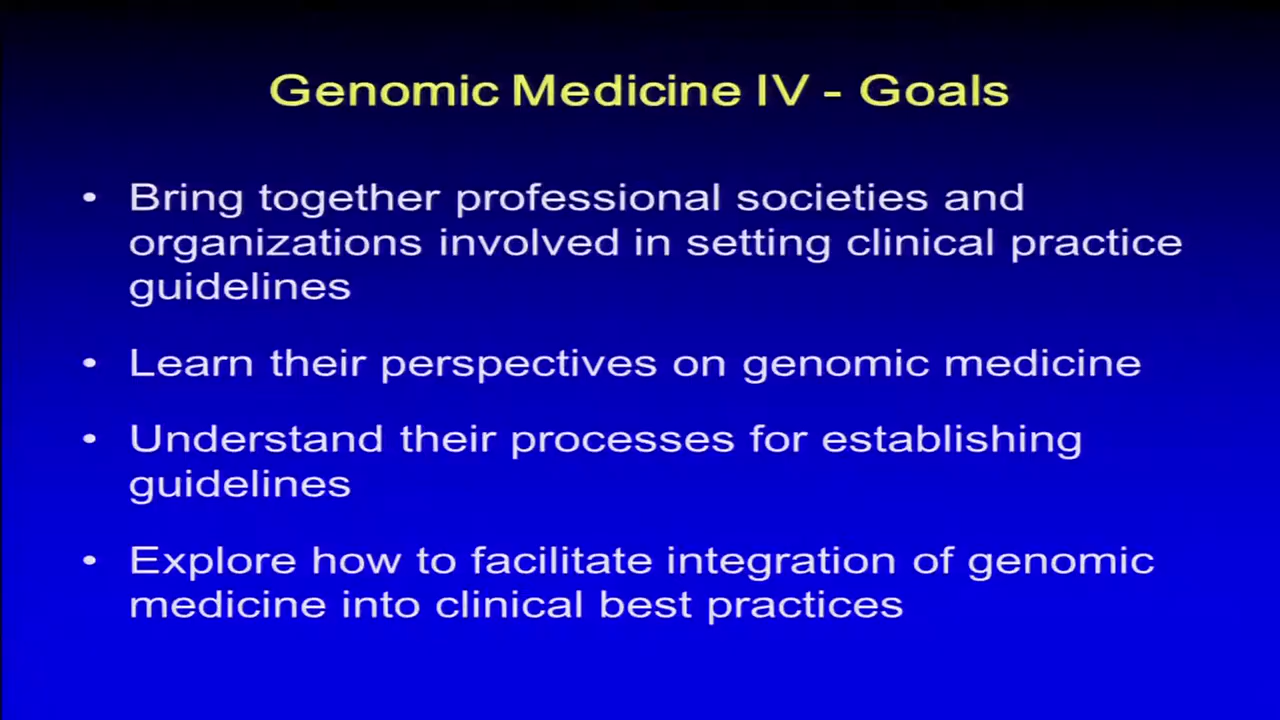 Genomic Medicine IV - Goals
• Bring together professional societies and
organizations involved in setting clinical practice
guidelines
• Learn their perspectives on genomic medicine
• Understand their processes for establishing
guidelines
• Explore how to facilitate integration of genomic
medicine into clinical best practices